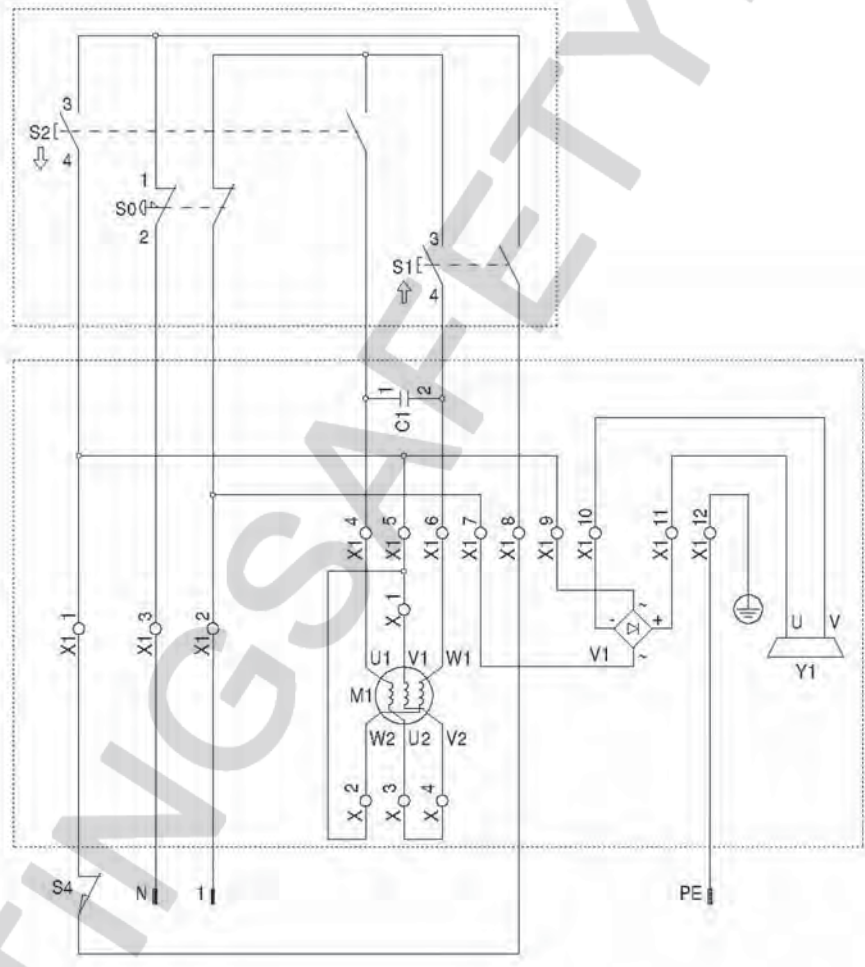 3
S2
4
1
S0
2
3
S1
4
1
2
C1
X1 4
X1 5
X1 6
X1 7
X1 8
X1 9
X1 10
X1 11
X1 12
X1 1
X1 3
X1 2
X 1
- ~ + ~
V1
U V
Y1
U1 V1 W1
M1
W2 U2 V2
X 2
X 3
X 4
S4
N
1
PE
TINGSAFETY